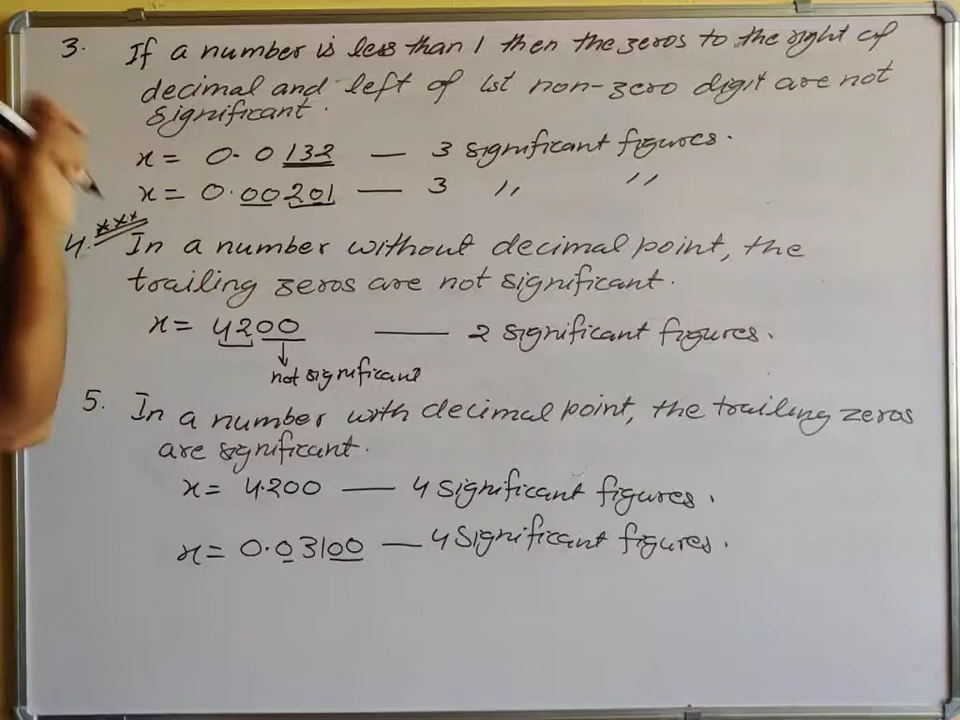 3. If a number is less than 1 then the zeros to the right of
decimal and left of 1st non-zero digit are not
significant.
x = 0.0132 — 3 significant figures.
x = 0.00201 — 3 " "
4. *** In a number without decimal point, the
trailing zeros are not significant.
x = 4200 — 2 significant figures.
not significant
5. In a number with decimal point, the trailing zeros
are significant.
x = 4.200 — 4 significant figures.
x = 0.03100 — 4 significant figures.